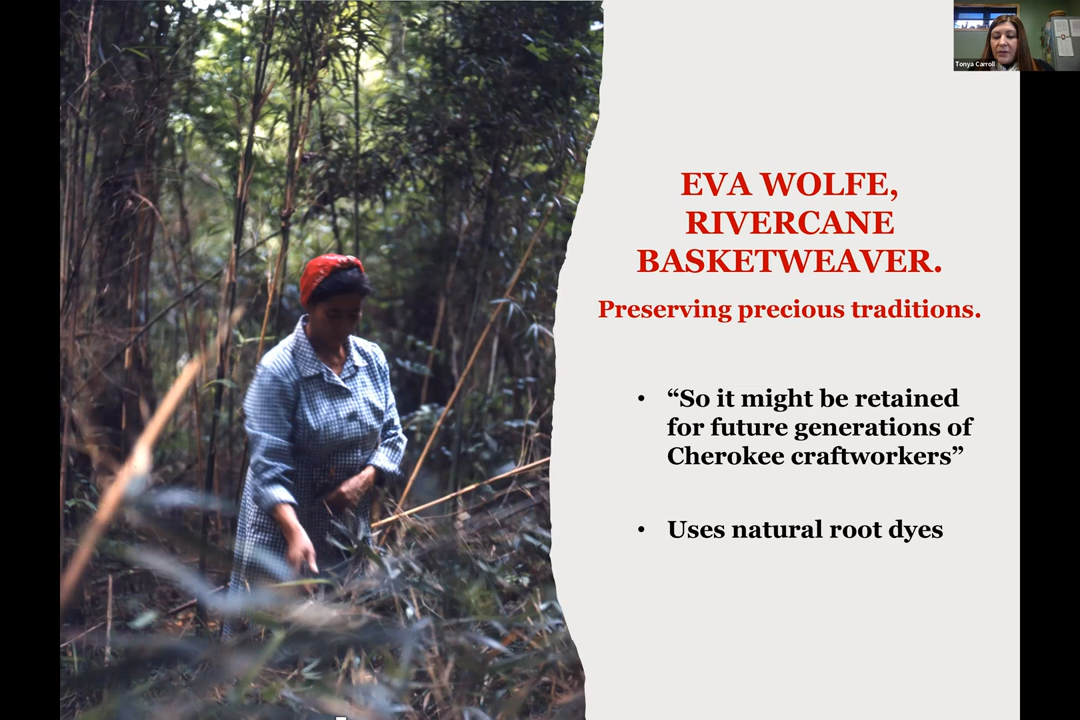 Tonya Carroll
EVA WOLFE,
RIVERCANE
BASKETWEAVER.
Preserving precious traditions.
• “So it might be retained
for future generations of
Cherokee craftworkers”
• Uses natural root dyes